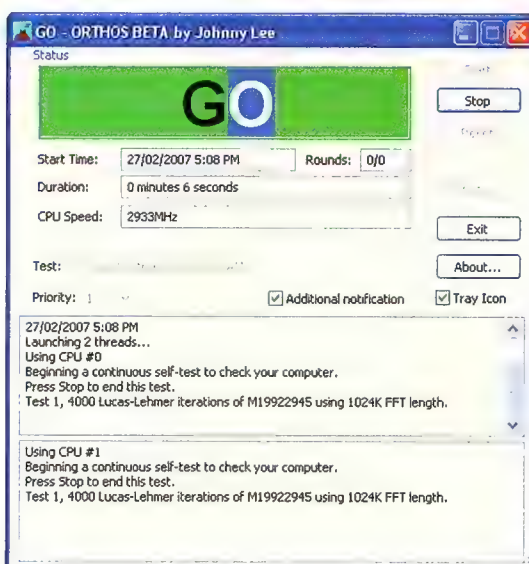 GO - ORTHOS BETA by Johnny Lee
Status
GO
Stop
Start Time: 27/02/2007 5:08 PM Rounds: 0/0
Duration: 0 minutes 6 seconds
CPU Speed: 2933MHz
Exit
Test:
About...
Priority: 1 Additional notification Tray Icon
27/02/2007 5:08 PM
Launching 2 threads...
Using CPU #0
Beginning a continuous self-test to check your computer.
Press Stop to end this test.
Test 1, 4000 Lucas-Lehmer iterations of M19922945 using 1024K FFT length.
Using CPU #1
Beginning a continuous self-test to check your computer.
Press Stop to end this test.
Test 1, 4000 Lucas-Lehmer iterations of M19922945 using 1024K FFT length.